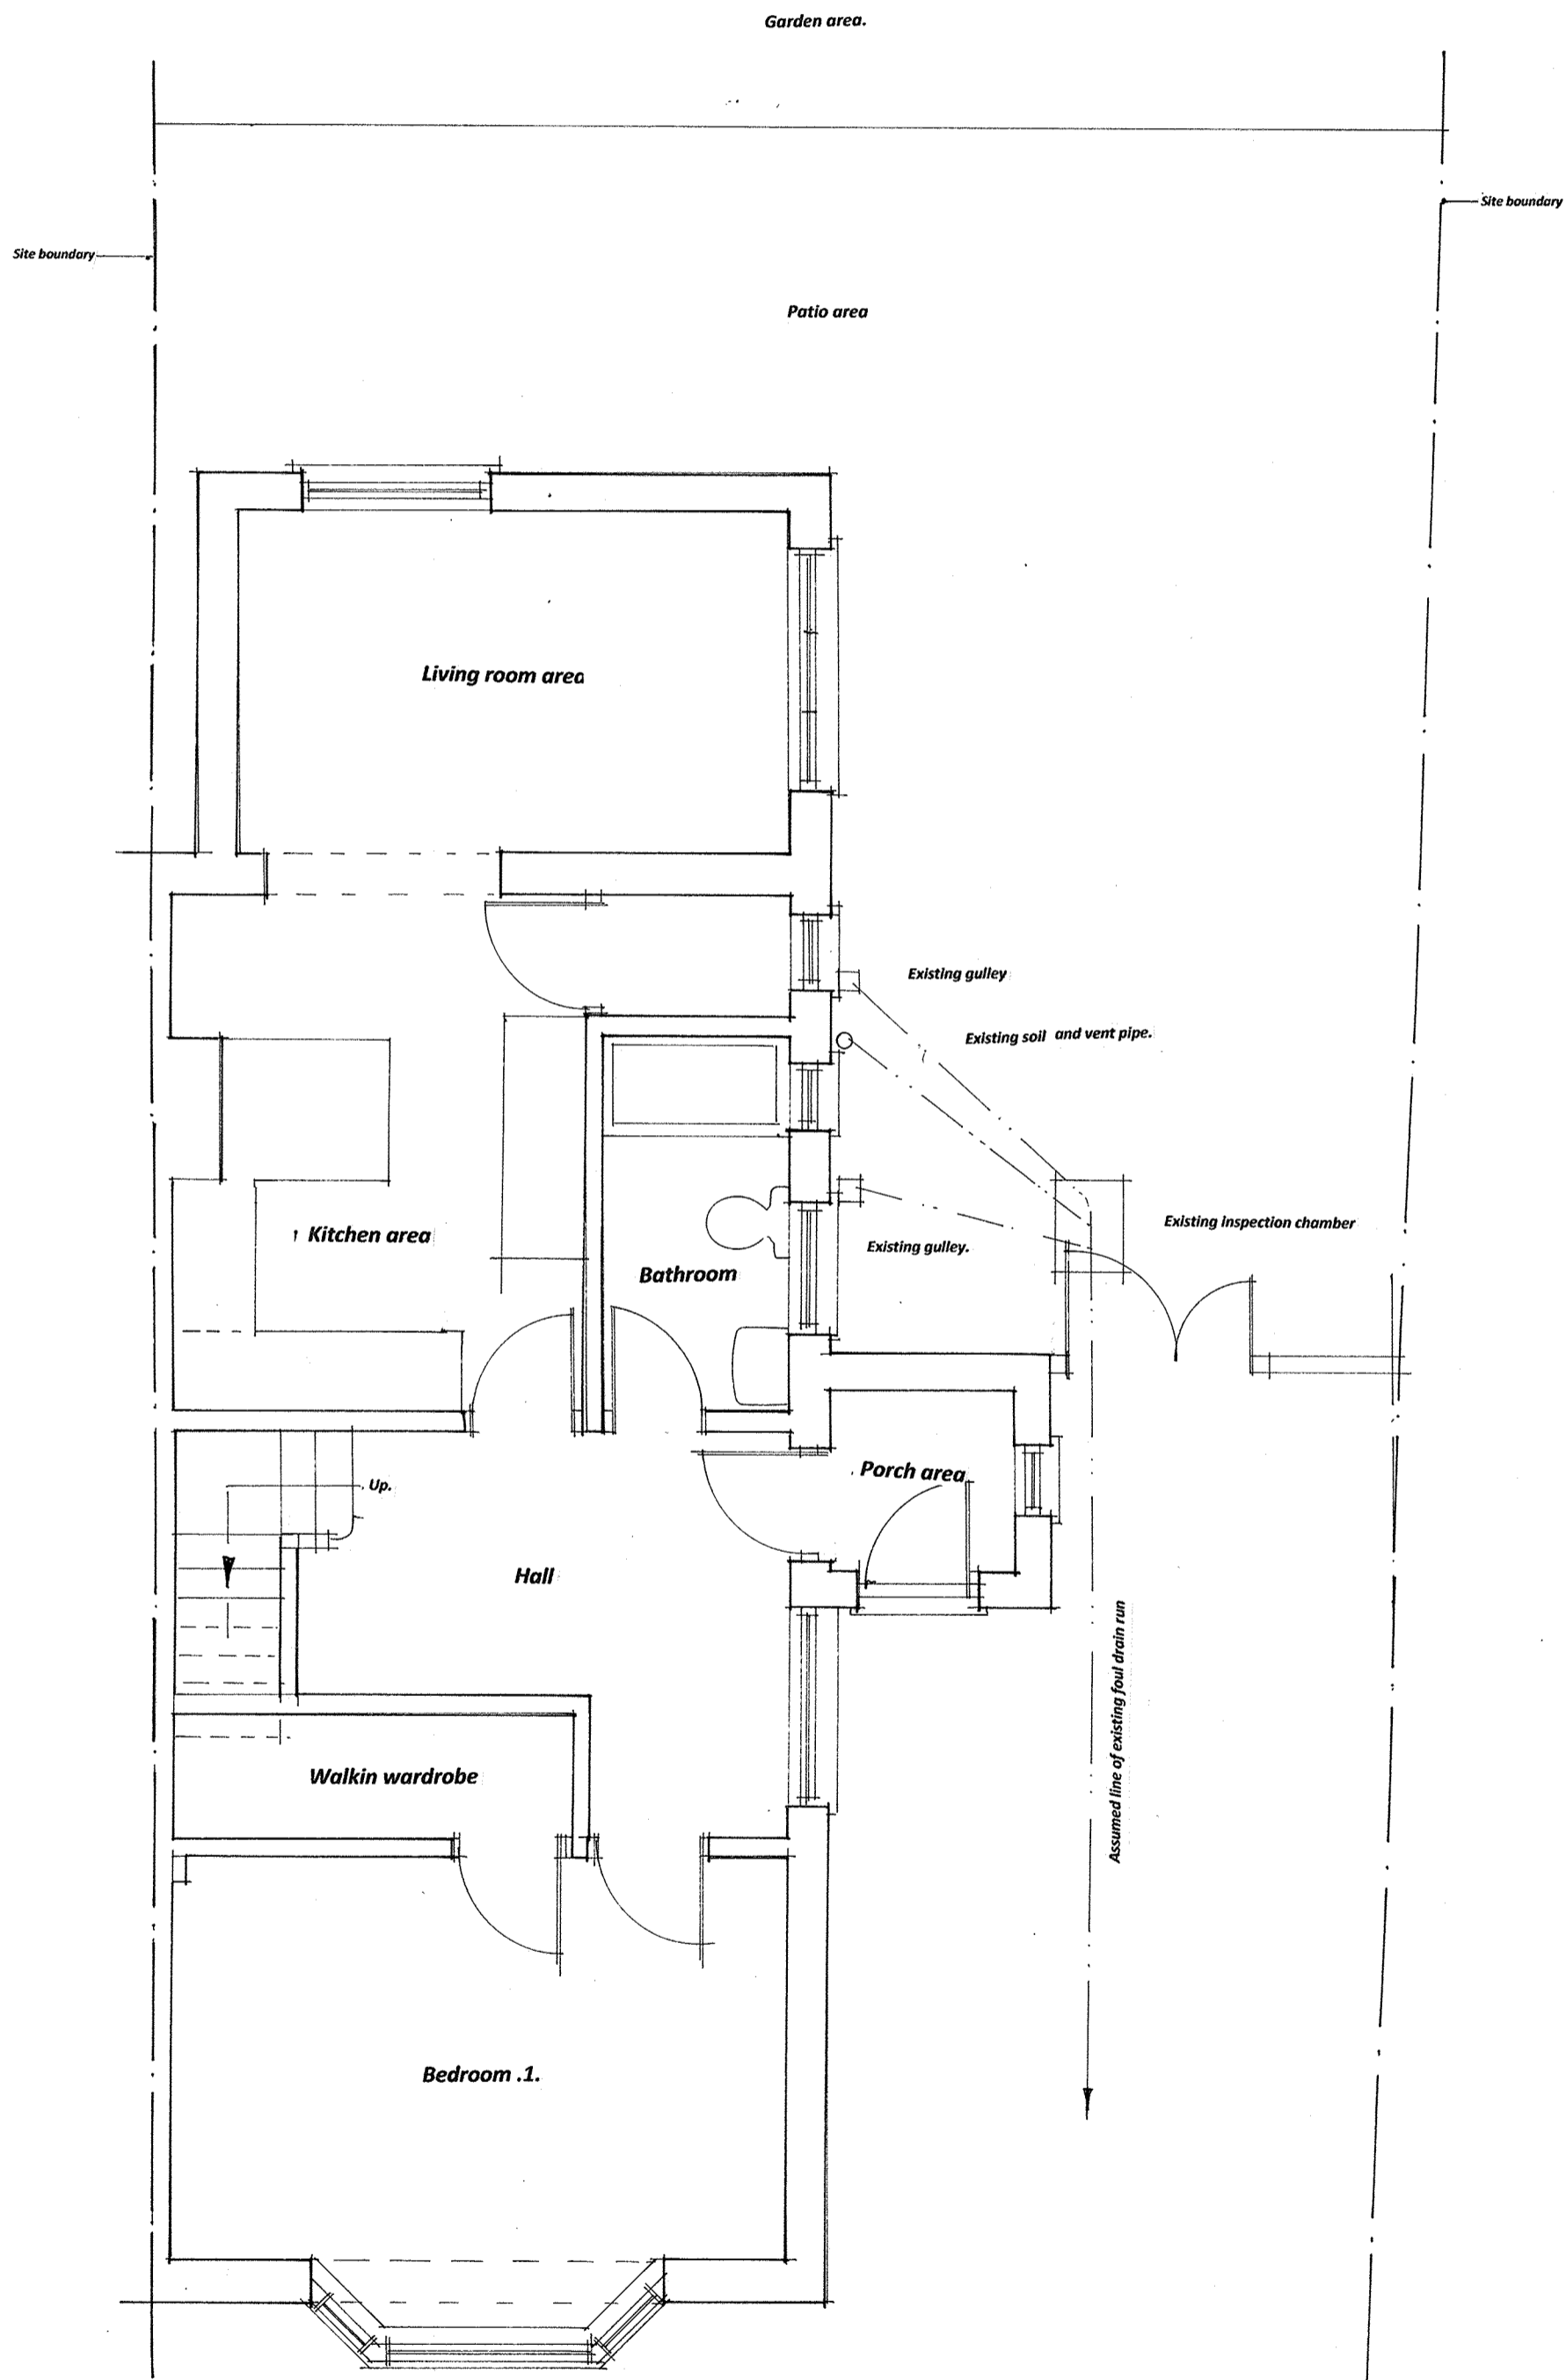 Garden area.
Site boundary
Site boundary
Patio area
Living room area
Existing gulley
Existing soil and vent pipe.
Existing inspection chamber
Kitchen area
Existing gulley.
Bathroom
Porch area
Up.
Hall
Assumed line of existing foul drain run
Walkin wardrobe
Bedroom .1.